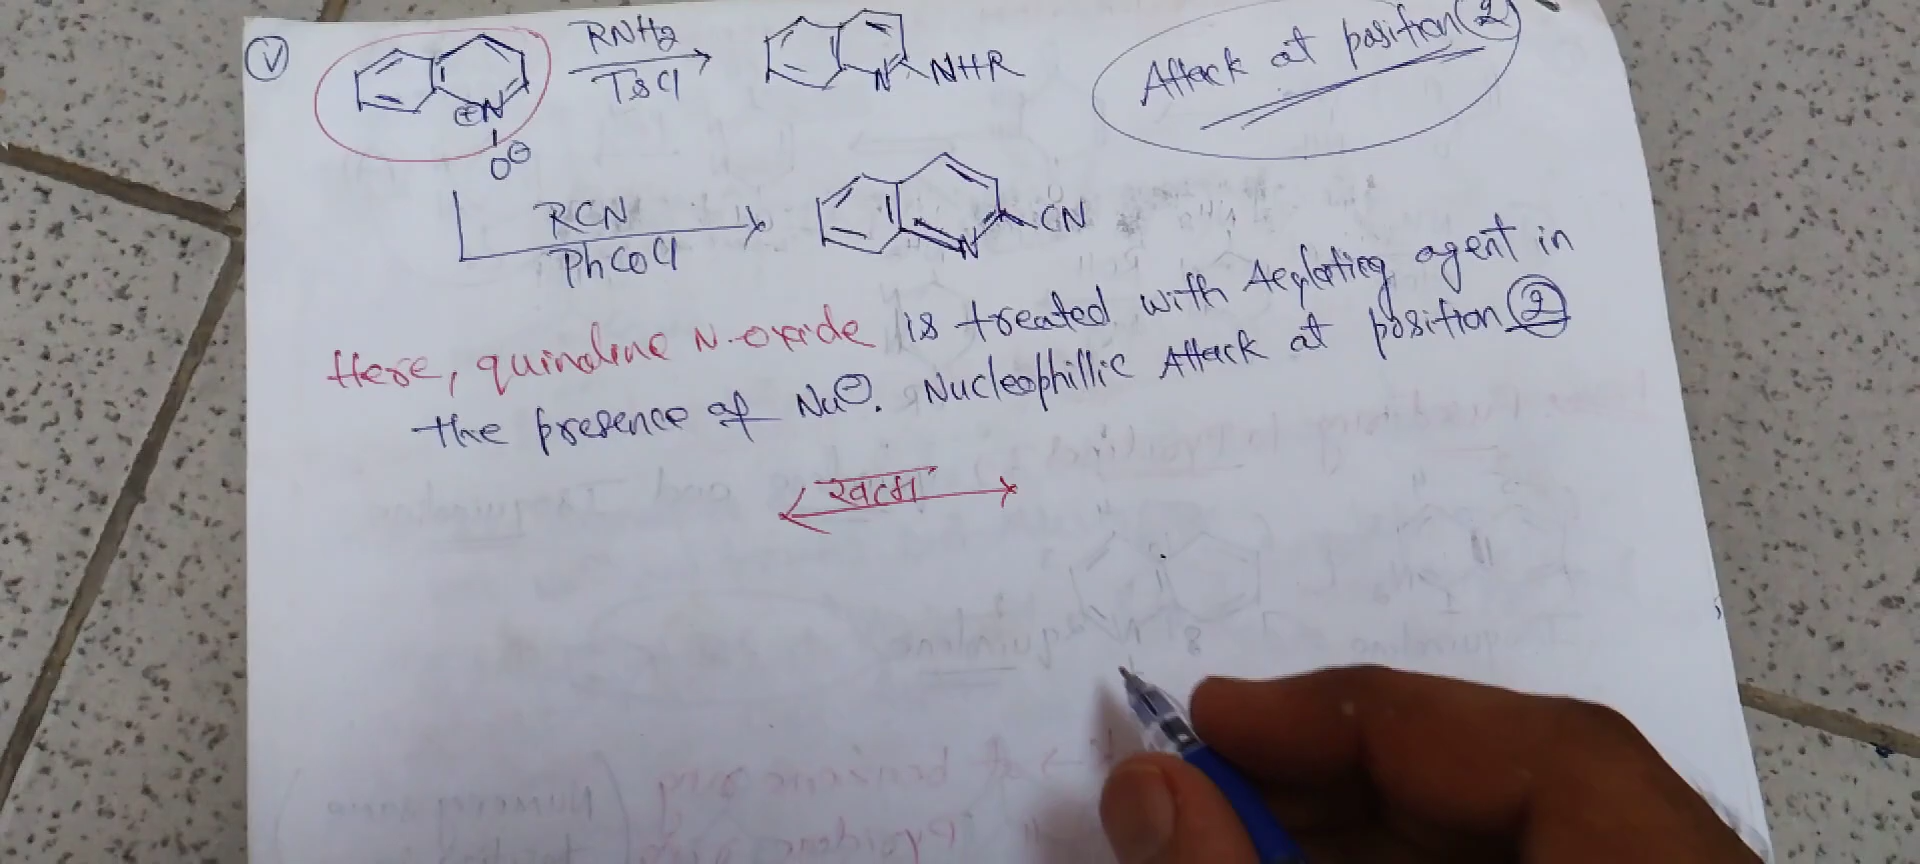 V
RNH2
TsCl
N
NHR
Attack at position (2)
⊕N
O⊖
RCN
PhCOCl
N
CN
Here, quinoline N-oxide is treated with Acylating agent in
the presence of Nu⊖. Nucleophillic Attack at position (2)
खत्म